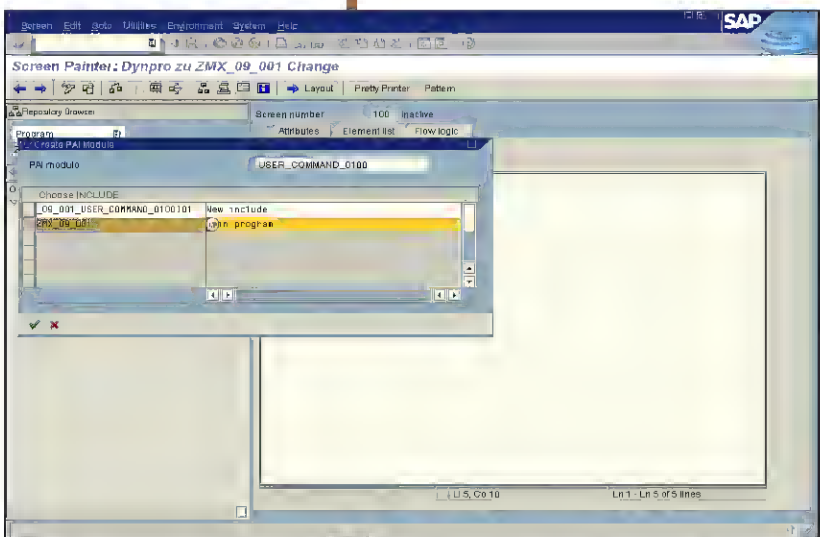 Screen Edit Goto Utilities Environment System Help
SAP
Screen Painter: Dynpro zu ZMX_09_001 Change
Layout Pretty Printer Pattern
Repository Browser
Screen number 100 Inactive
Program
Attributes Element list Flow logic
Create PAI Module
PAI module USER_COMMAND_0100
Choose INCLUDE
_09_001_USER_COMMAND_0100I01 New include
ZMX_09_001 in program
Li 5, Co 10 Ln 1 - Ln 5 of 5 lines